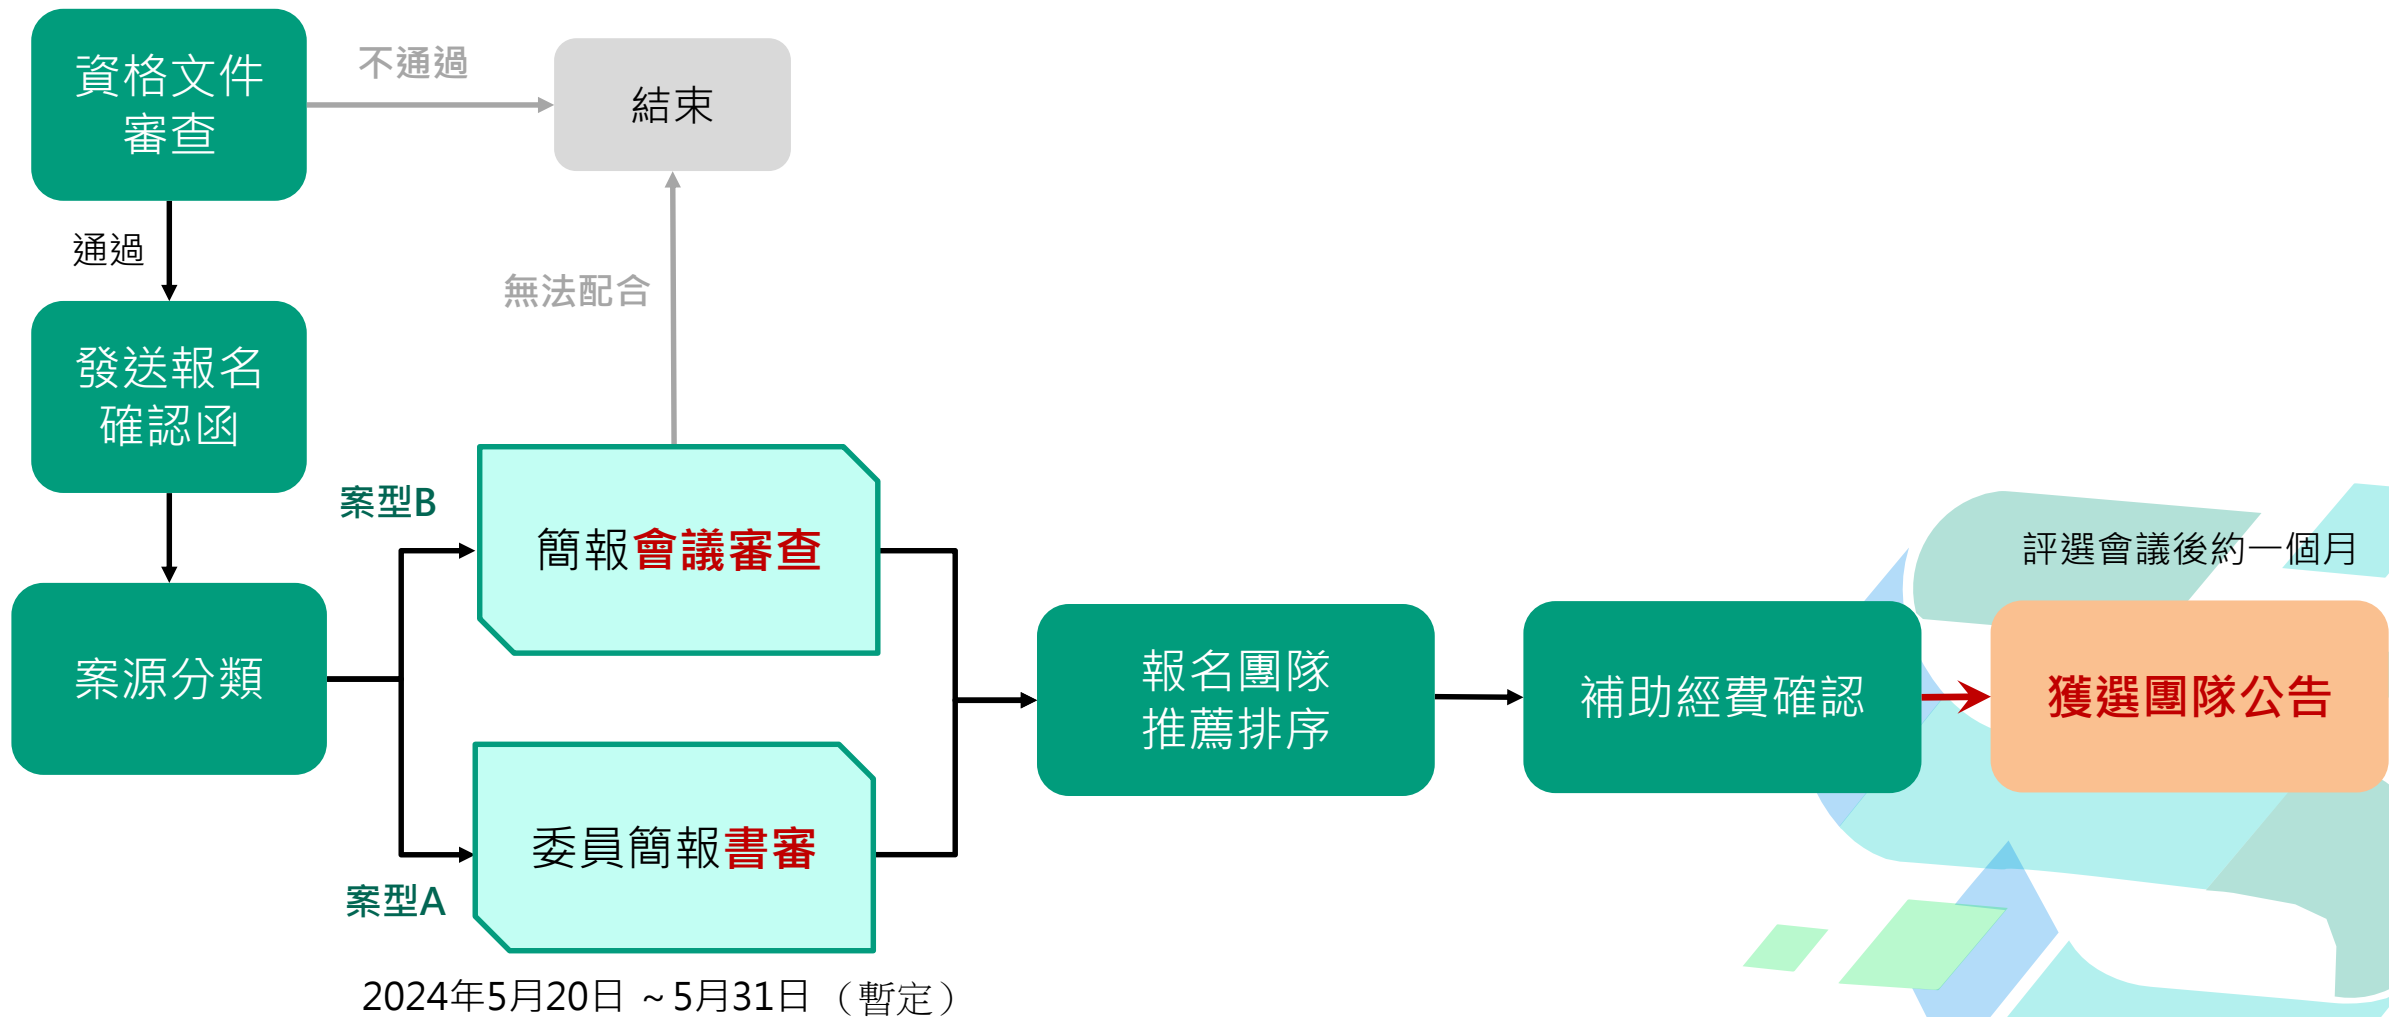 資格文件
審查
不通過
結束
通過
無法配合
發送報名
確認函
案型B
簡報會議審查
案源分類
委員簡報書審
案型A
2024年5月20日 ~ 5月31日（暫定）
報名團隊
推薦排序
補助經費確認
評選會議後約一個月
獲選團隊公告